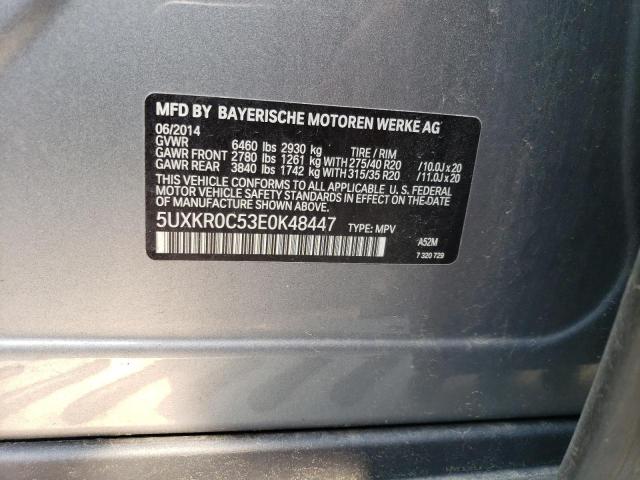 MFD BY BAYERISCHE MOTOREN WERKE AG
06/2014
GVWR 6460 lbs 2930 kg TIRE / RIM
GAWR FRONT 2780 lbs 1261 kg WITH 275/40 R20 /10.0J x 20
GAWR REAR 3840 lbs 1742 kg WITH 315/35 R20 /11.0J x 20
THIS VEHICLE CONFORMS TO ALL APPLICABLE U. S. FEDERAL
MOTOR VEHICLE SAFETY STANDARDS IN EFFECT ON THE DATE
OF MANUFACTURE SHOWN ABOVE.
5UXKR0C53E0K48447 TYPE: MPV
A52M
7 320 729